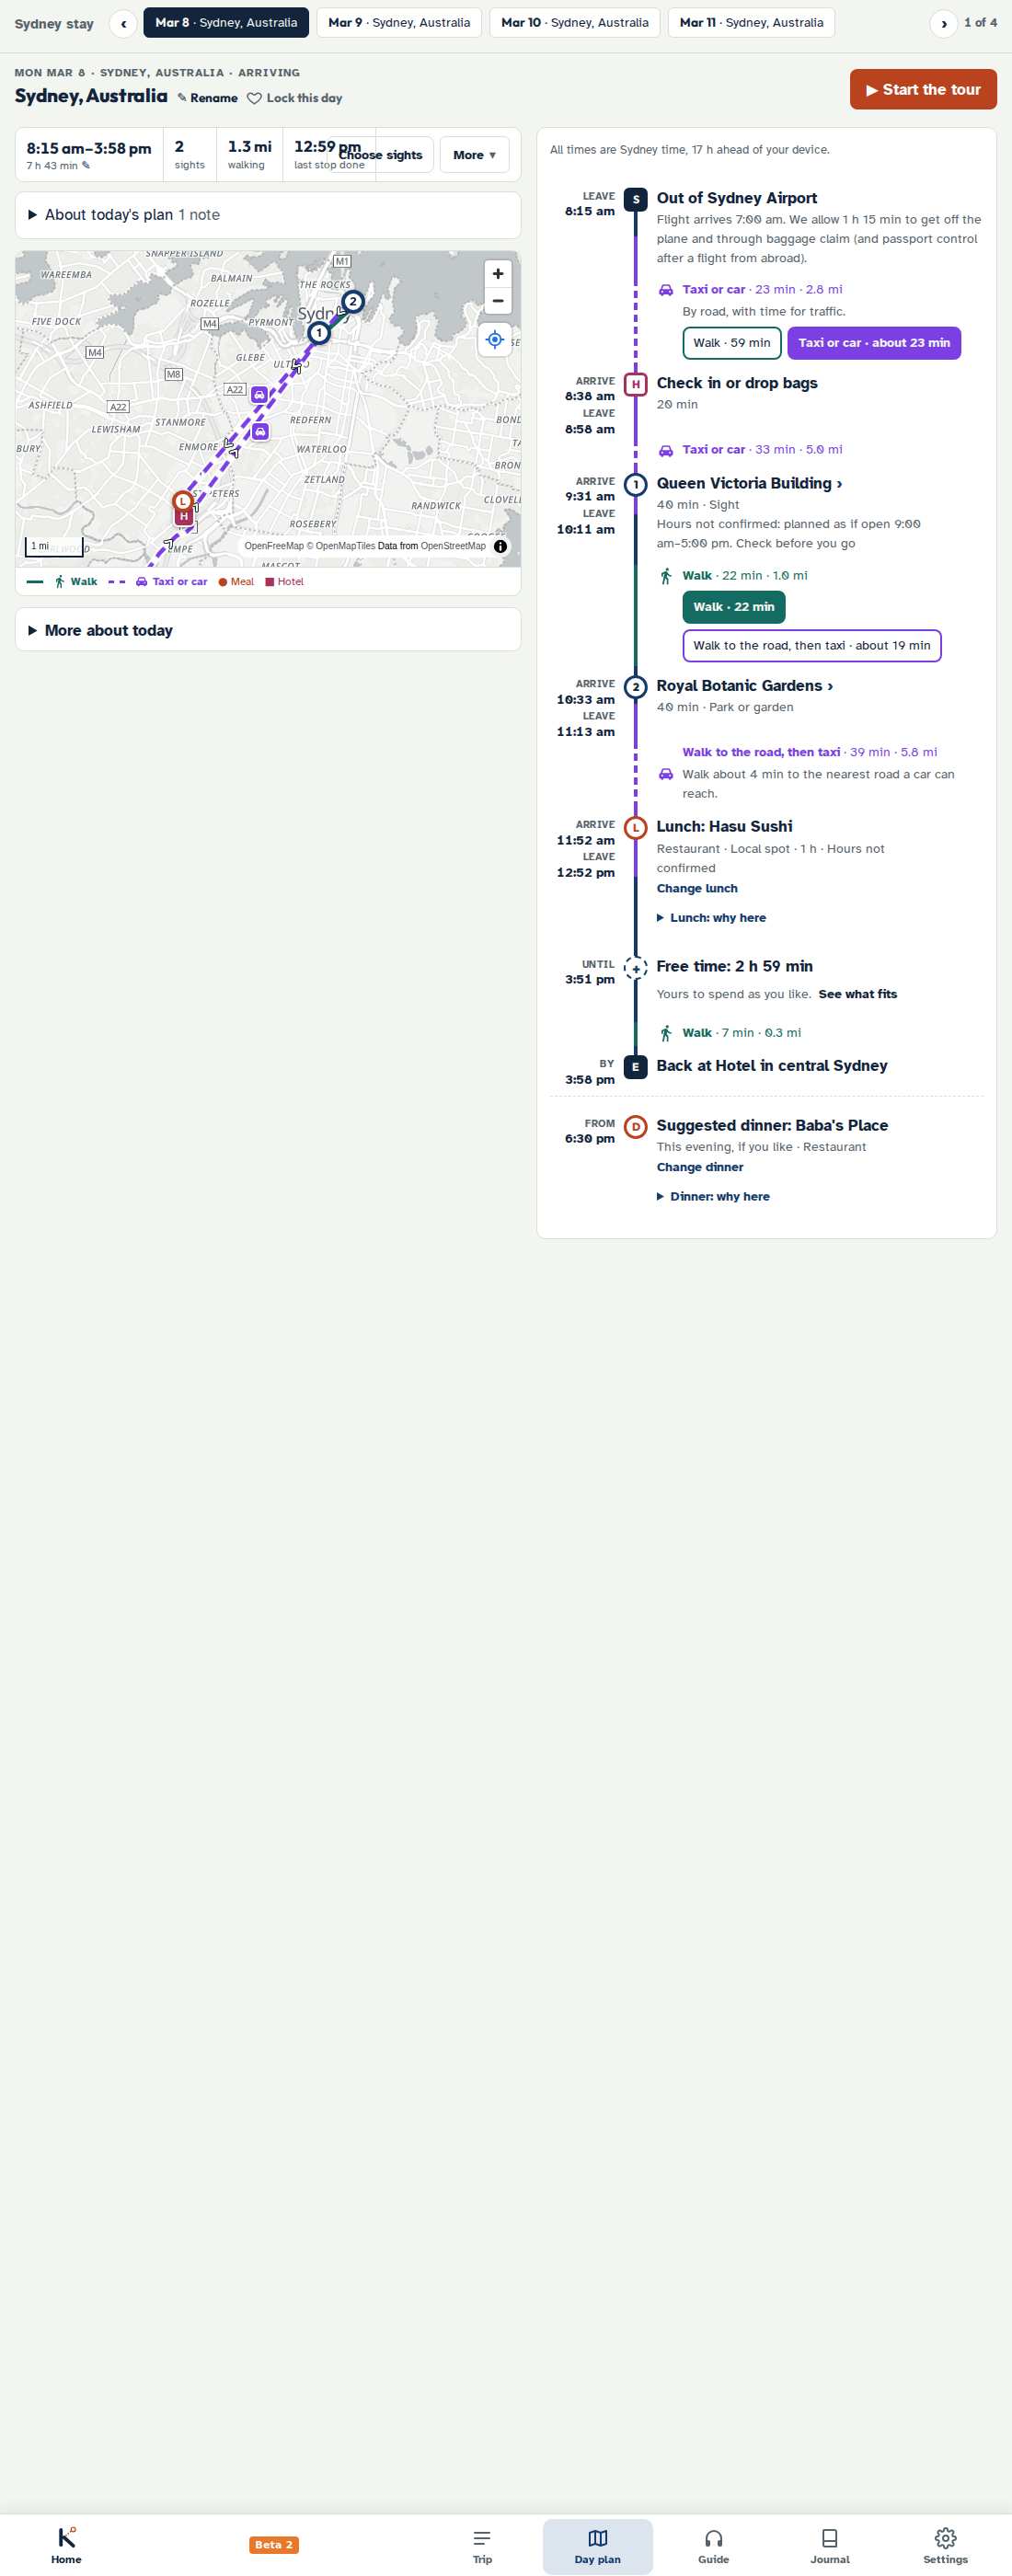 Sydney stay
‹
Mar 8 · Sydney, Australia
Mar 9 · Sydney, Australia
Mar 10 · Sydney, Australia
Mar 11 · Sydney, Australia
›
1 of 4
MON MAR 8 · SYDNEY, AUSTRALIA · ARRIVING
Sydney, Australia
✎ Rename
Lock this day
▶ Start the tour
8:15 am–3:58 pm
7 h 43 min ✎
2
sights
1.3 mi
walking
12:59 pm
last stop done
Choose sights
More ▾
▶ About today's plan 1 note
SNAPPER ISLAND
M1
WAREEMBA
BALMAIN
THE ROCKS
ROZELLE
2
FIVE DOCK
M4
PYRMONT
1
M4
GLEBE
M8
A22
ASHFIELD
A22
STANMORE
REDFERN
LEWISHAM
ENMORE
WATERLOO
ZETLAND
L
H
ROSEBERY
RANDWICK
MASCOT
+
−
1 mi
OpenFreeMap © OpenMapTiles Data from OpenStreetMap
Walk
Taxi or car
Meal
Hotel
▶ More about today
All times are Sydney time, 17 h ahead of your device.
LEAVE
8:15 am
S
Out of Sydney Airport
Flight arrives 7:00 am. We allow 1 h 15 min to get off the
plane and through baggage claim (and passport control
after a flight from abroad).
Taxi or car · 23 min · 2.8 mi
By road, with time for traffic.
Walk · 59 min
Taxi or car · about 23 min
ARRIVE
8:38 am
LEAVE
8:58 am
H
Check in or drop bags
20 min
Taxi or car · 33 min · 5.0 mi
ARRIVE
9:31 am
LEAVE
10:11 am
1
Queen Victoria Building ›
40 min · Sight
Hours not confirmed: planned as if open 9:00
am–5:00 pm. Check before you go
Walk · 22 min · 1.0 mi
Walk · 22 min
Walk to the road, then taxi · about 19 min
ARRIVE
10:33 am
LEAVE
11:13 am
2
Royal Botanic Gardens ›
40 min · Park or garden
Walk to the road, then taxi · 39 min · 5.8 mi
Walk about 4 min to the nearest road a car can
reach.
ARRIVE
11:52 am
LEAVE
12:52 pm
L
Lunch: Hasu Sushi
Restaurant · Local spot · 1 h · Hours not
confirmed
Change lunch
▶ Lunch: why here
UNTIL
3:51 pm
+
Free time: 2 h 59 min
Yours to spend as you like. See what fits
Walk · 7 min · 0.3 mi
BY
3:58 pm
E
Back at Hotel in central Sydney
FROM
6:30 pm
D
Suggested dinner: Baba's Place
This evening, if you like · Restaurant
Change dinner
▶ Dinner: why here
Home
Beta 2
Trip
Day plan
Guide
Journal
Settings